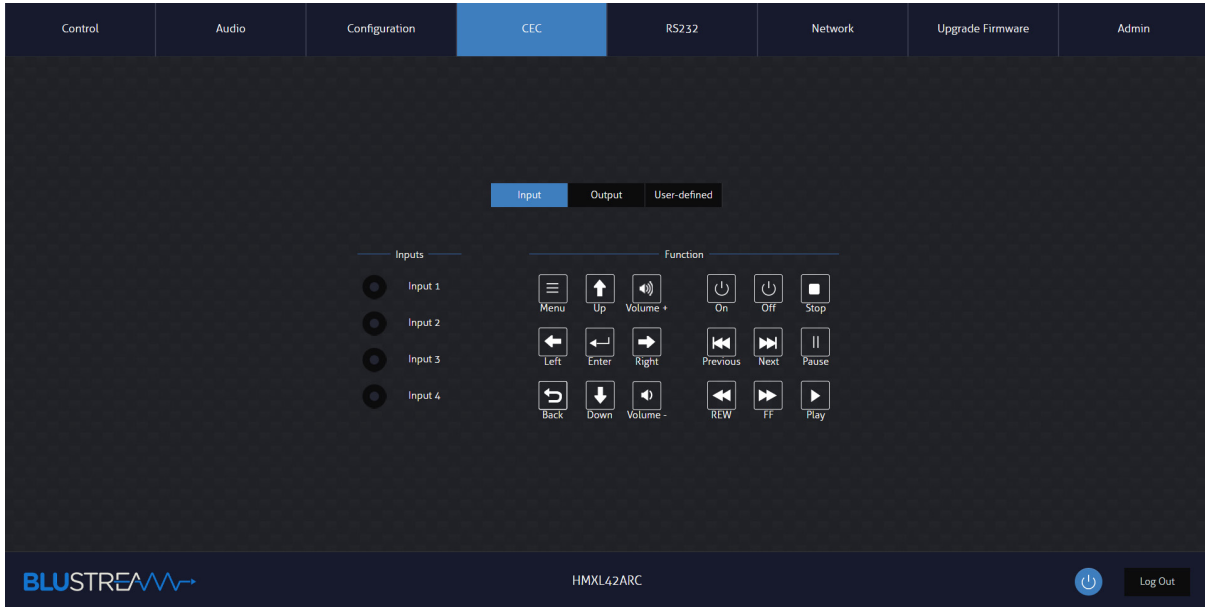 Control Audio Configuration CEC RS232 Network Upgrade Firmware Admin
Input Output User-defined
Inputs Function
Input 1
Menu Up Volume + On Off Stop
Input 2
Input 3
Left Enter Right Previous Next Pause
Input 4
Back Down Volume - REW FF Play
BLUSTREAM HMXL42ARC Log Out